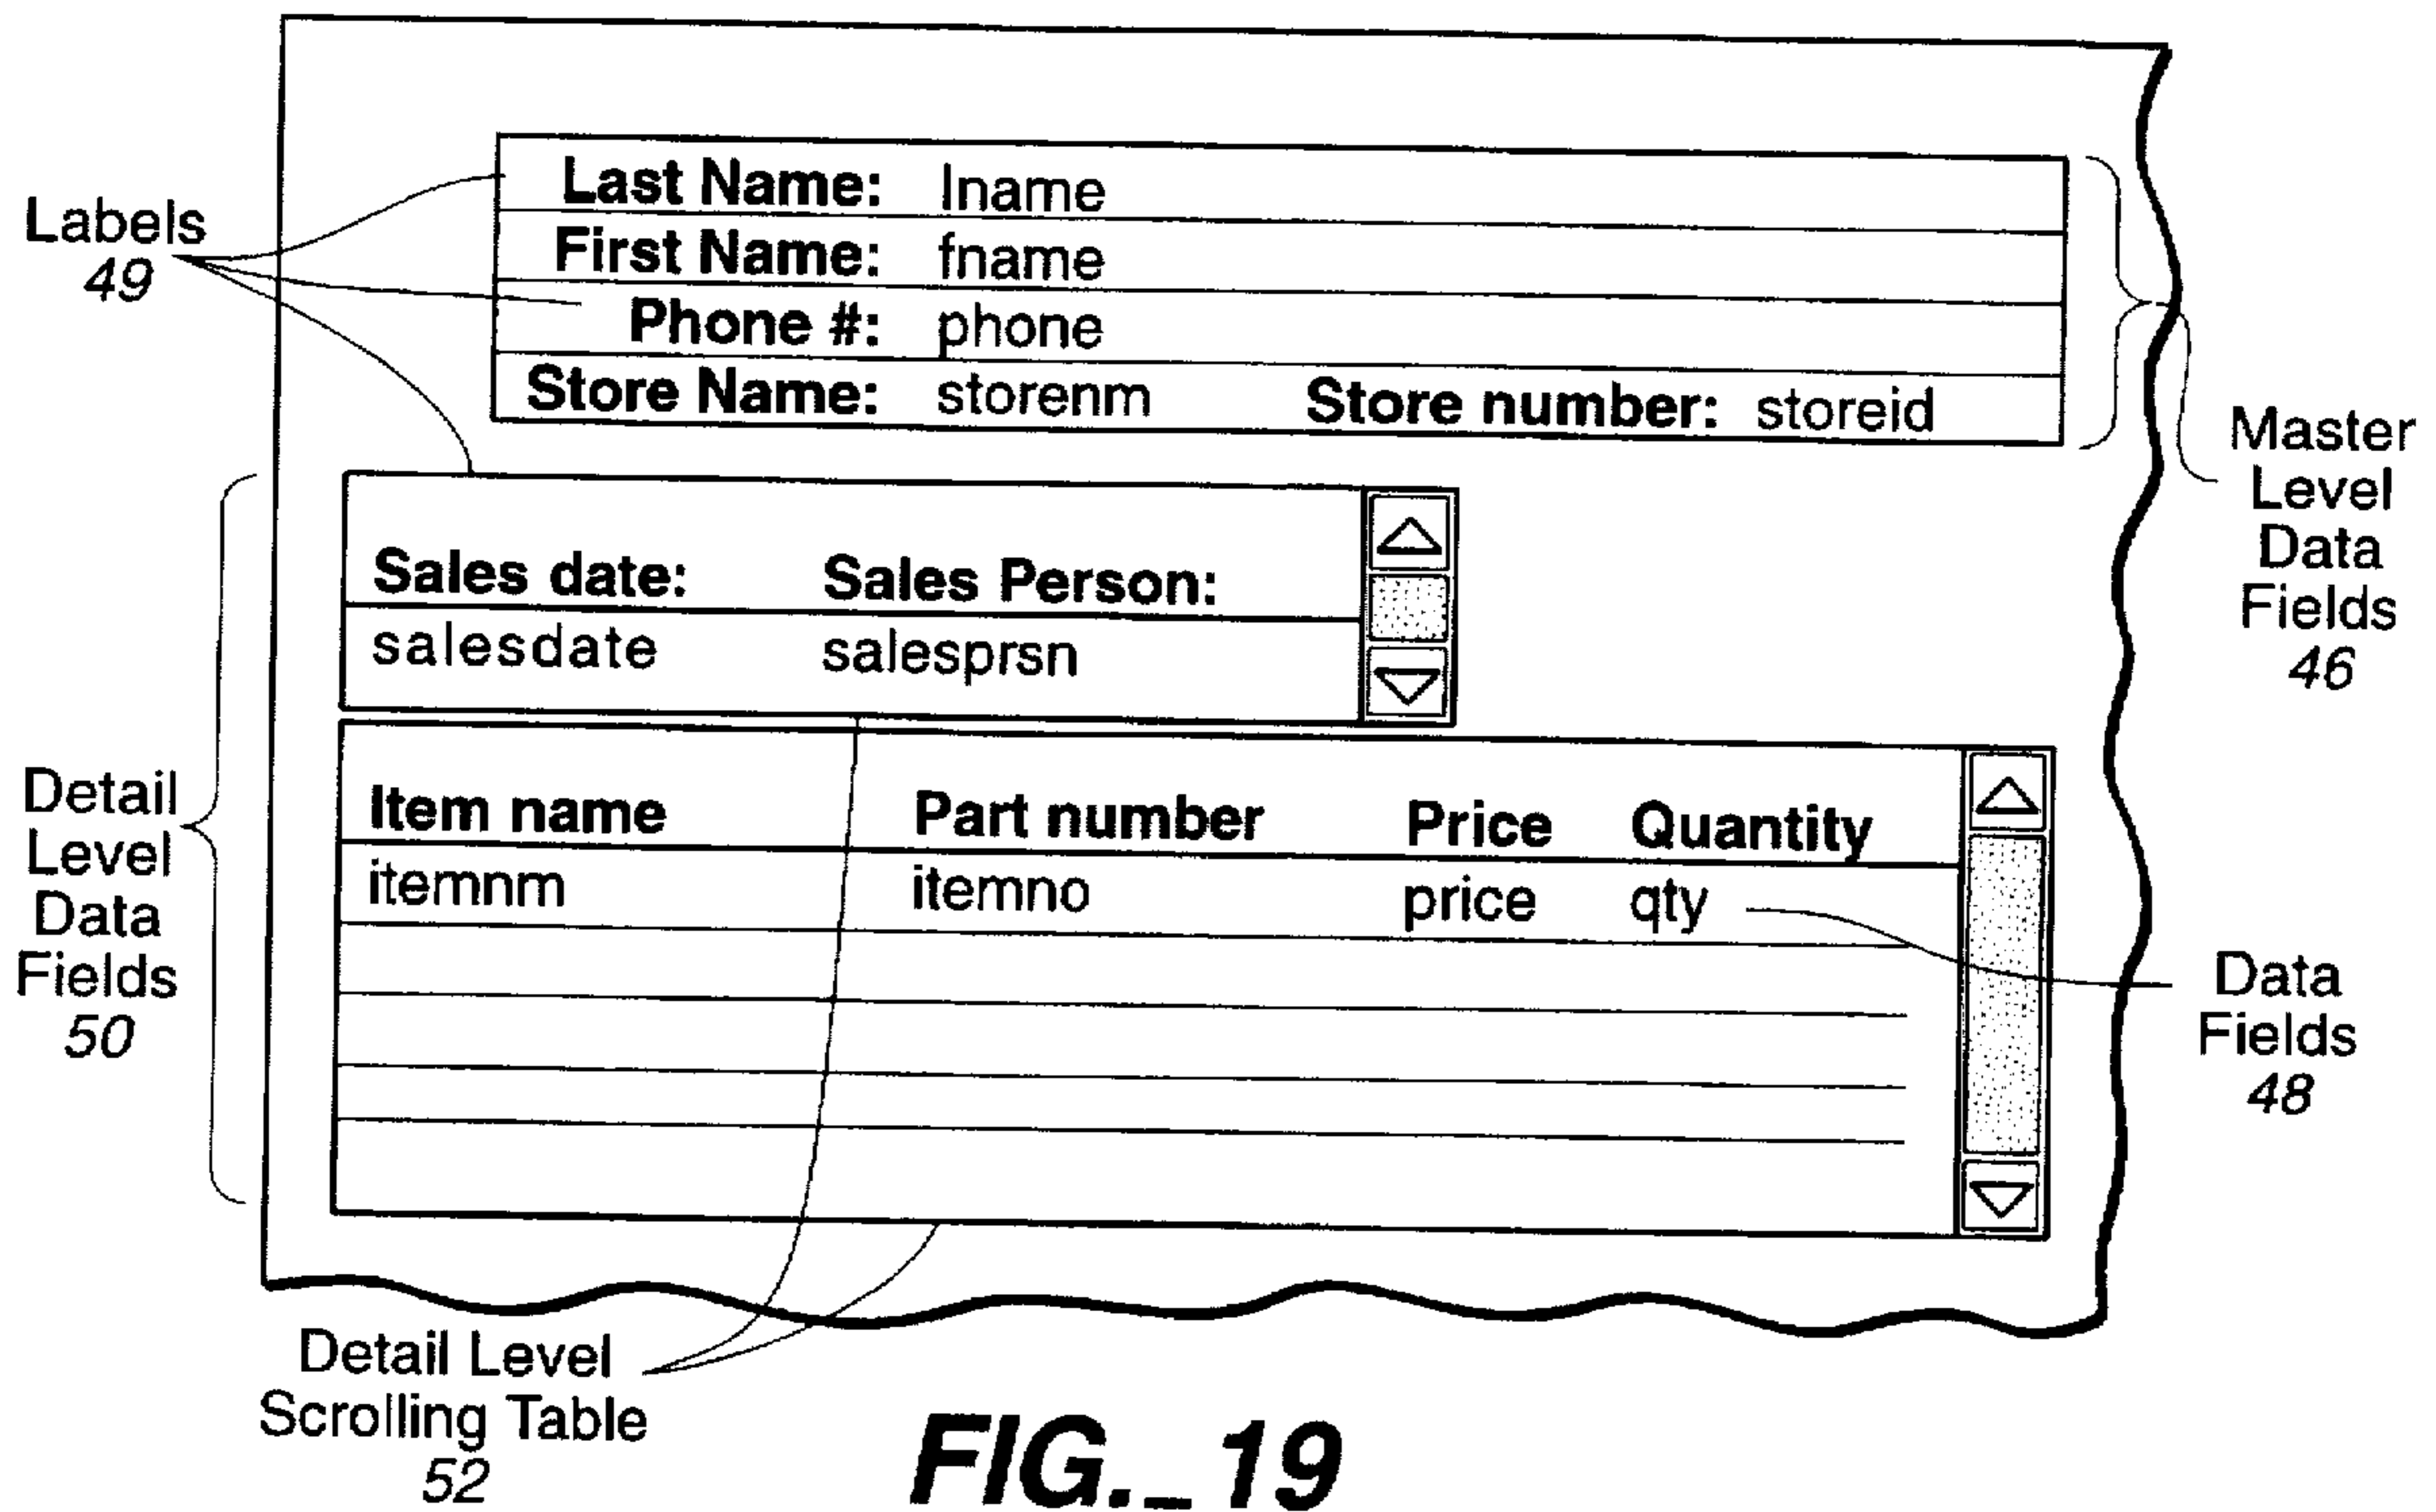 Last Name: lname
First Name: fname
Phone #: phone
Store Name: storenm Store number: storeid
Labels
49
Master
Level
Data
Fields
46
Sales date: Sales Person:
salesdate salesprsn
Detail
Level
Data
Fields
50
Item name Part number Price Quantity
itemnm itemno price qty
Data
Fields
48
Detail Level
Scrolling Table
52
FIG._19